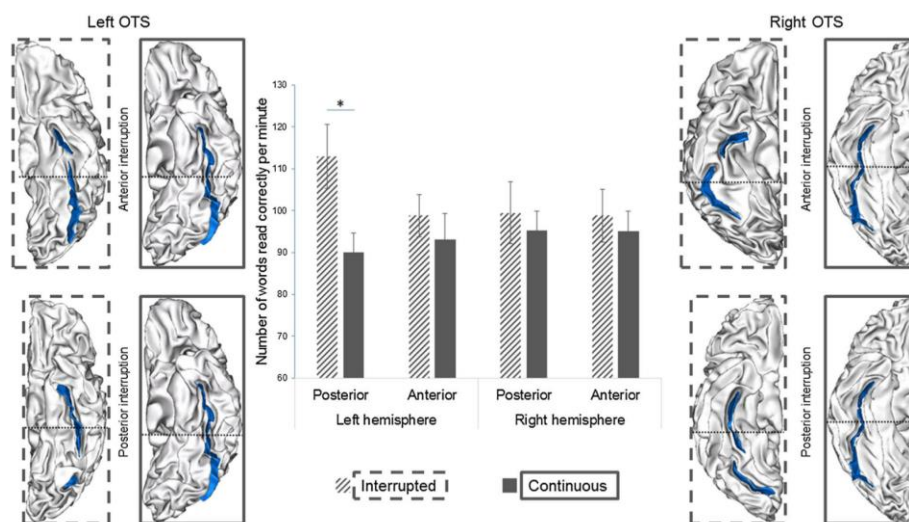 Left OTS
Right OTS
Anterior interruption
Anterior interruption
Posterior interruption
Posterior interruption
Number of words read correctly per minute
130
120
110
100
90
80
70
60
*
Posterior
Anterior
Posterior
Anterior
Left hemisphere
Right hemisphere
Interrupted
Continuous